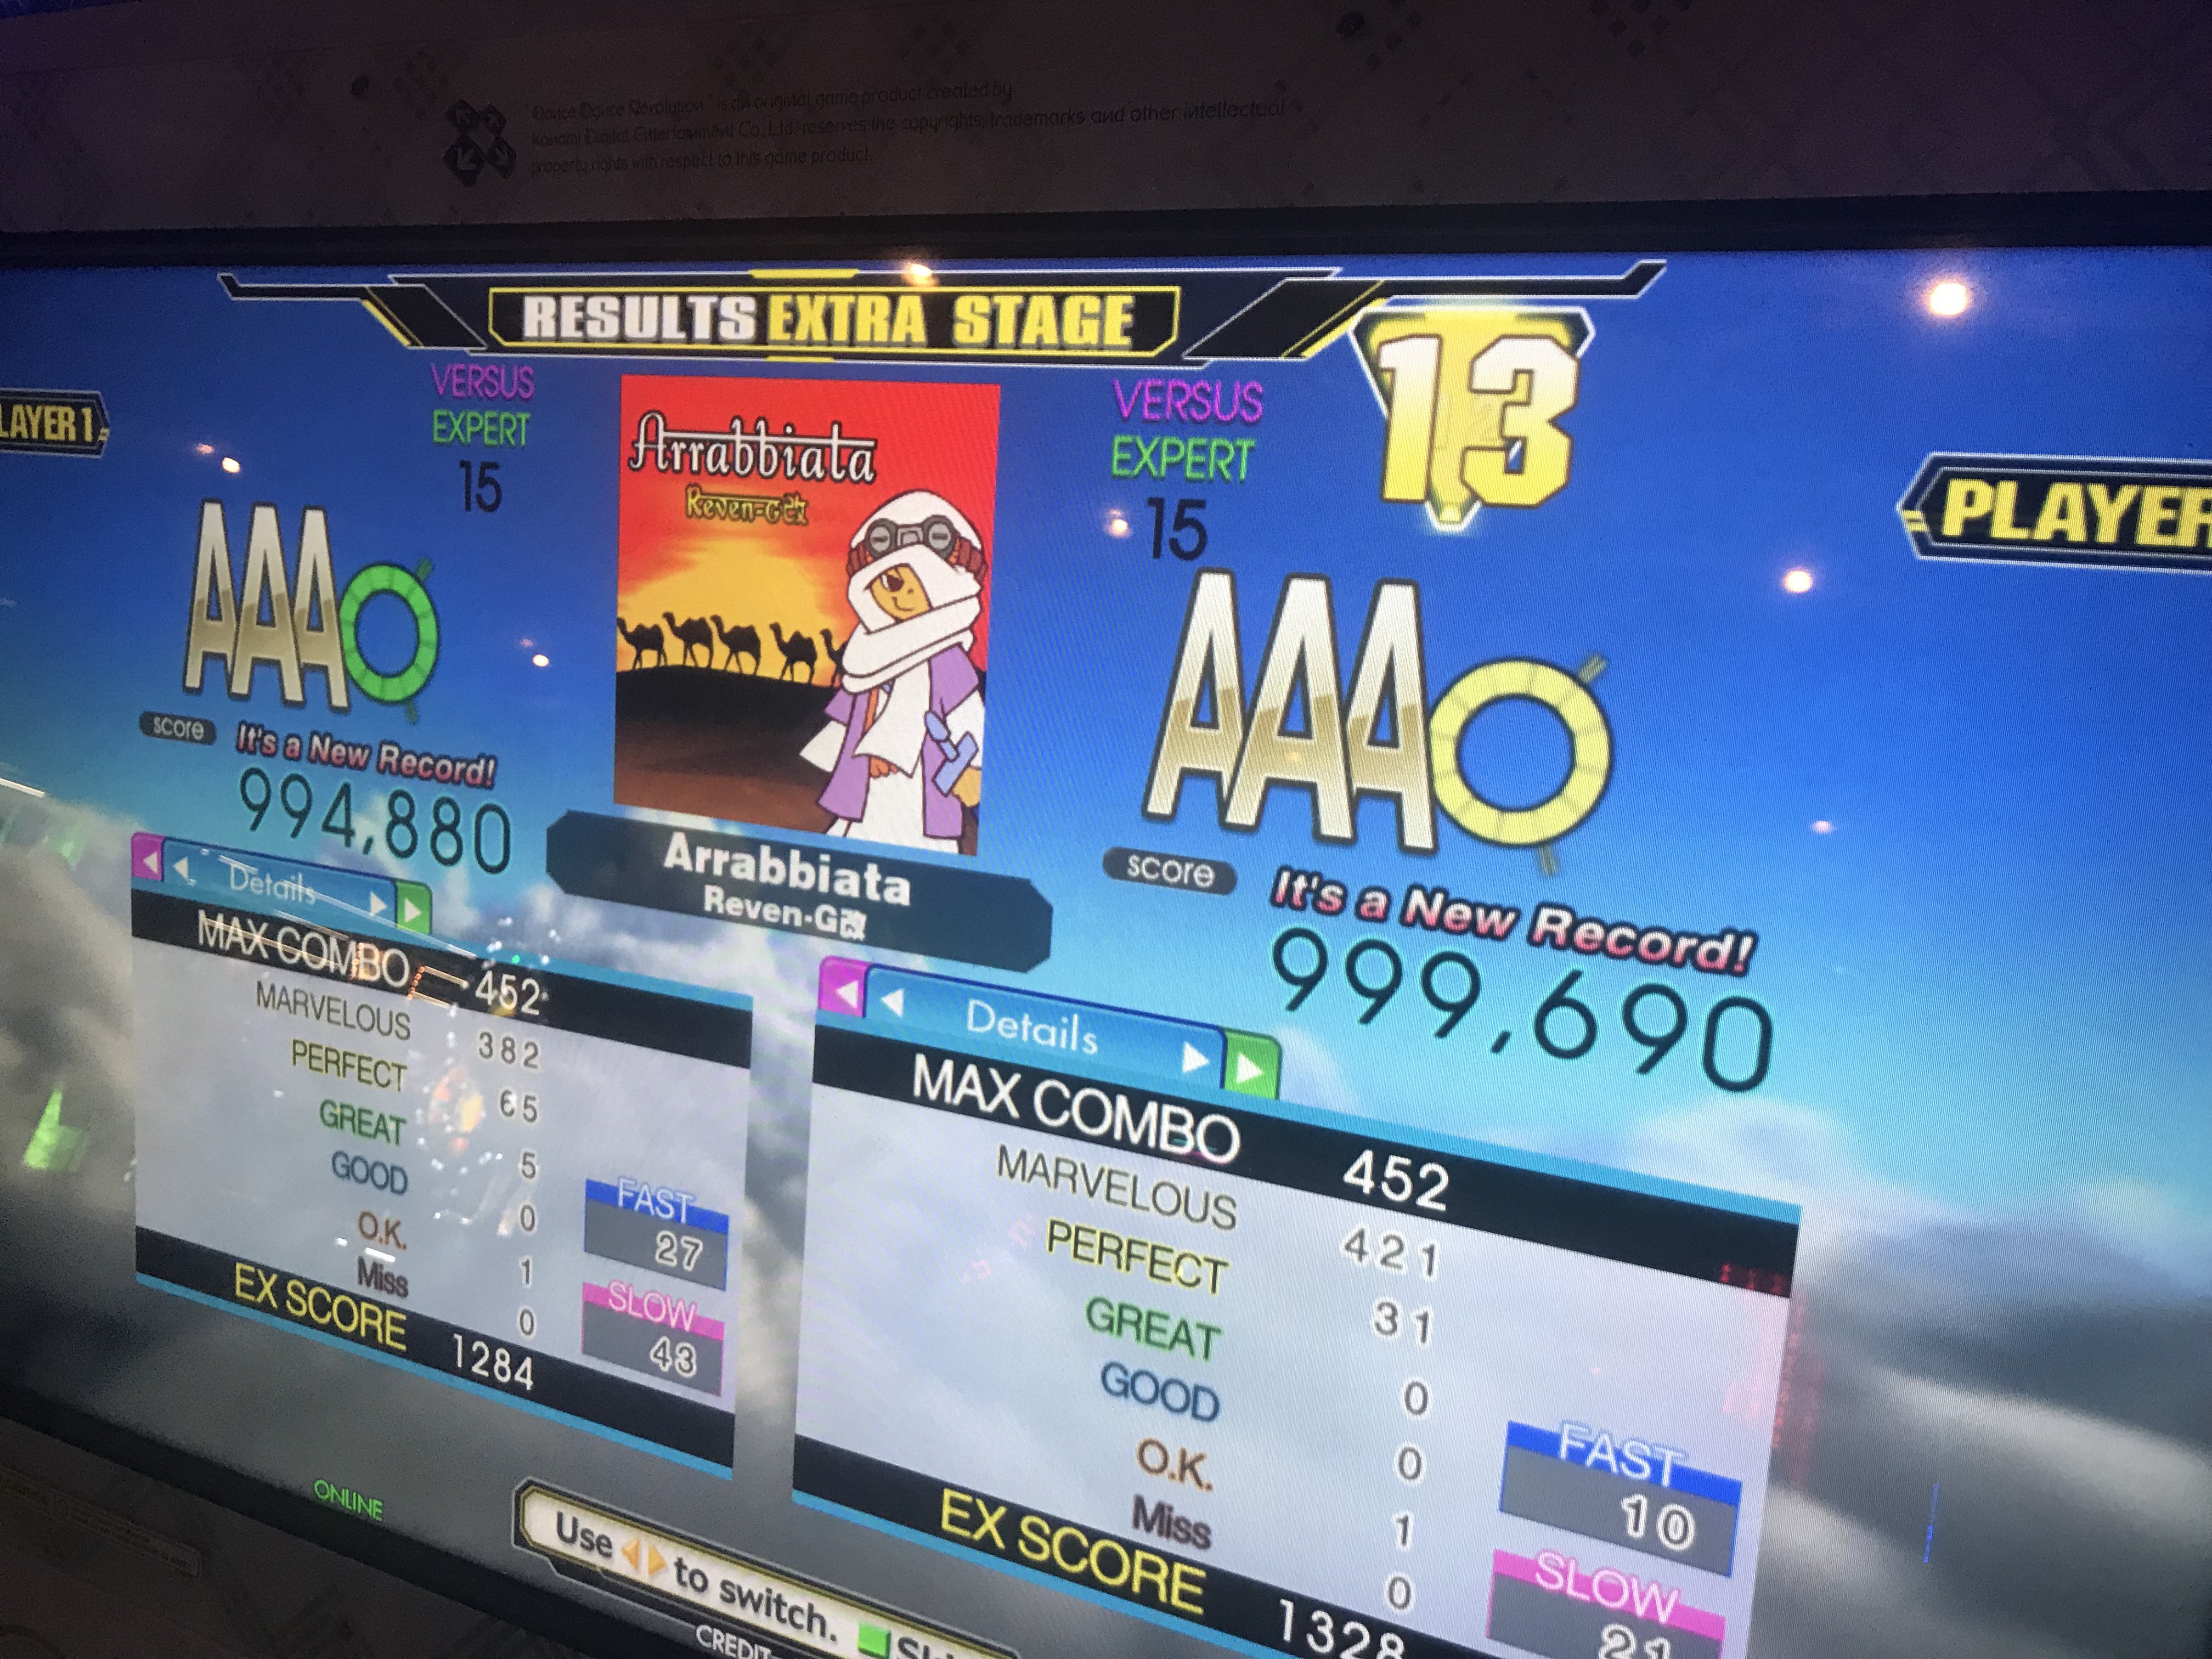 Dance Dance Revolution is an original game product created by
Konami Digital Entertainment Co., Ltd. reserves the copyrights, trademarks and other intellectual
property rights with respect to this game product.
RESULTS EXTRA STAGE
13
LAYER 1
VERSUS
EXPERT
15
AAA
score
It's a New Record!
994,880
Details
MAX COMBO 452
MARVELOUS 382
PERFECT 65
GREAT 5
GOOD 0
O.K. 1
Miss 0
FAST
27
SLOW
43
EX SCORE 1284
Arrabbiata
Reven-G改
Arrabbiata
Reven-G改
PLAYER
VERSUS
EXPERT
15
AAA
score
It's a New Record!
999,690
Details
MAX COMBO 452
MARVELOUS 421
PERFECT 31
GREAT 0
GOOD 0
O.K. 1
Miss 0
FAST
10
SLOW
21
EX SCORE 1328
ONLINE
Use to switch.
CREDIT